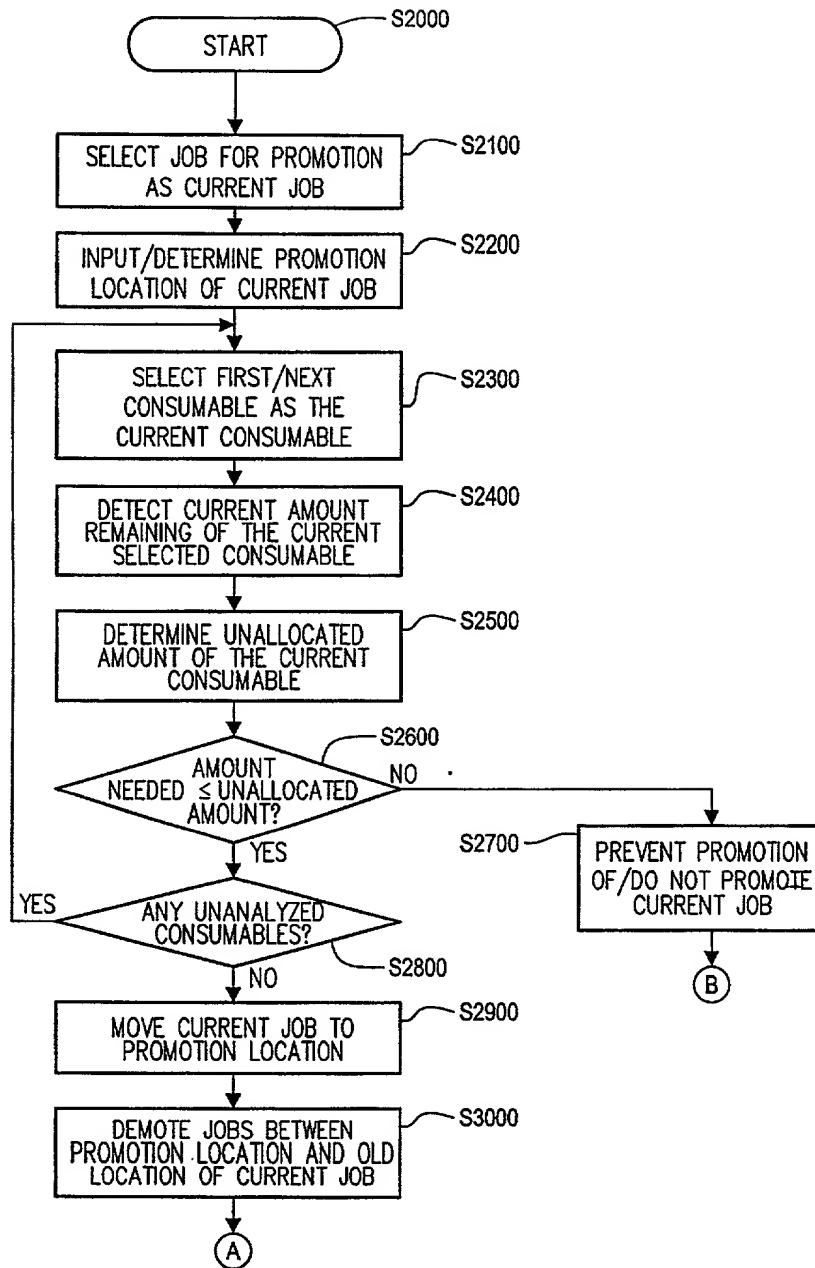 START
S2000
SELECT JOB FOR PROMOTION
AS CURRENT JOB
S2100
INPUT/DETERMINE PROMOTION
LOCATION OF CURRENT JOB
S2200
SELECT FIRST/NEXT
CONSUMABLE AS THE
CURRENT CONSUMABLE
S2300
DETECT CURRENT AMOUNT
REMAINING OF THE CURRENT
SELECTED CONSUMABLE
S2400
DETERMINE UNALLOCATED
AMOUNT OF THE CURRENT
CONSUMABLE
S2500
AMOUNT
NEEDED ≤ UNALLOCATED
AMOUNT?
S2600
NO
YES
S2700
PREVENT PROMOTION
OF/DO NOT PROMOTE
CURRENT JOB
B
YES
ANY UNANALYZED
CONSUMABLES?
S2800
NO
MOVE CURRENT JOB TO
PROMOTION LOCATION
S2900
DEMOTE JOBS BETWEEN
PROMOTION LOCATION AND OLD
LOCATION OF CURRENT JOB
S3000
A